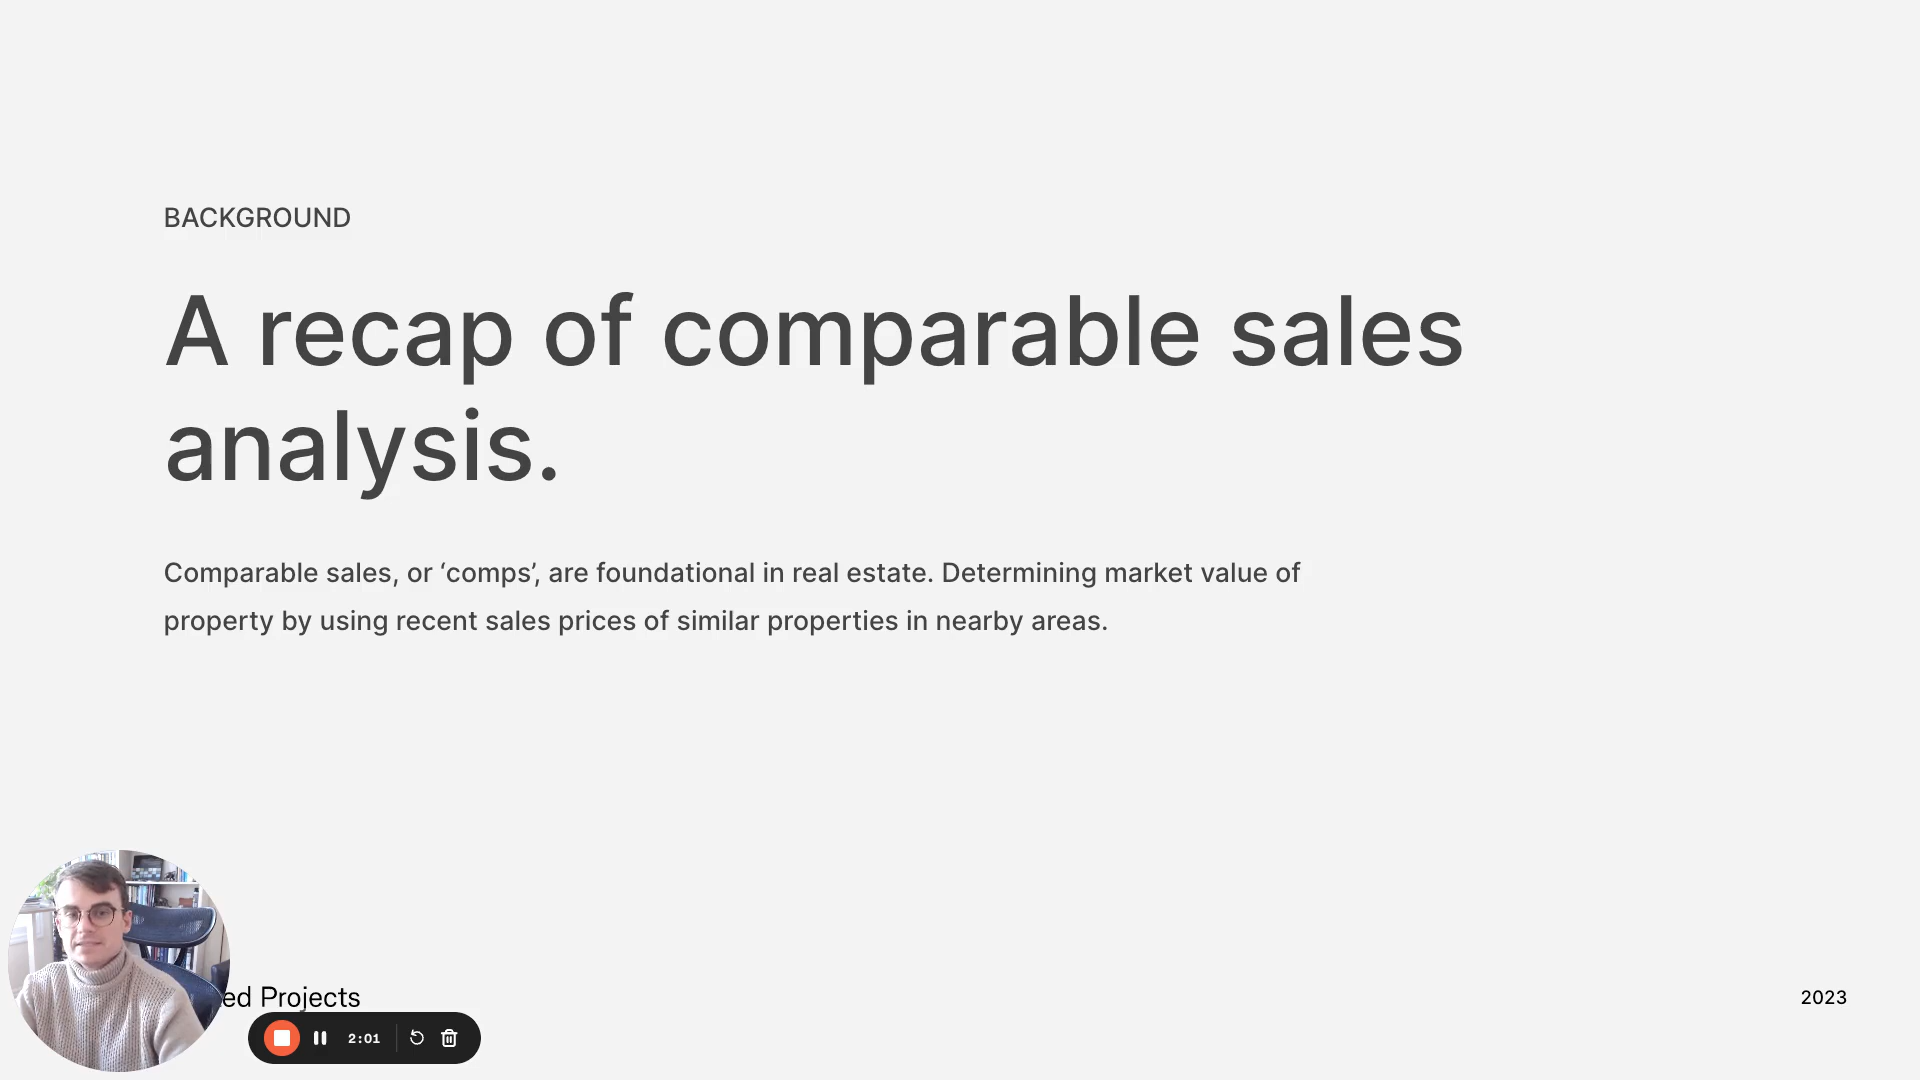 BACKGROUND
A recap of comparable sales
analysis.
Comparable sales, or ‘comps’, are foundational in real estate. Determining market value of
property by using recent sales prices of similar properties in nearby areas.
Projects
2023
2:01